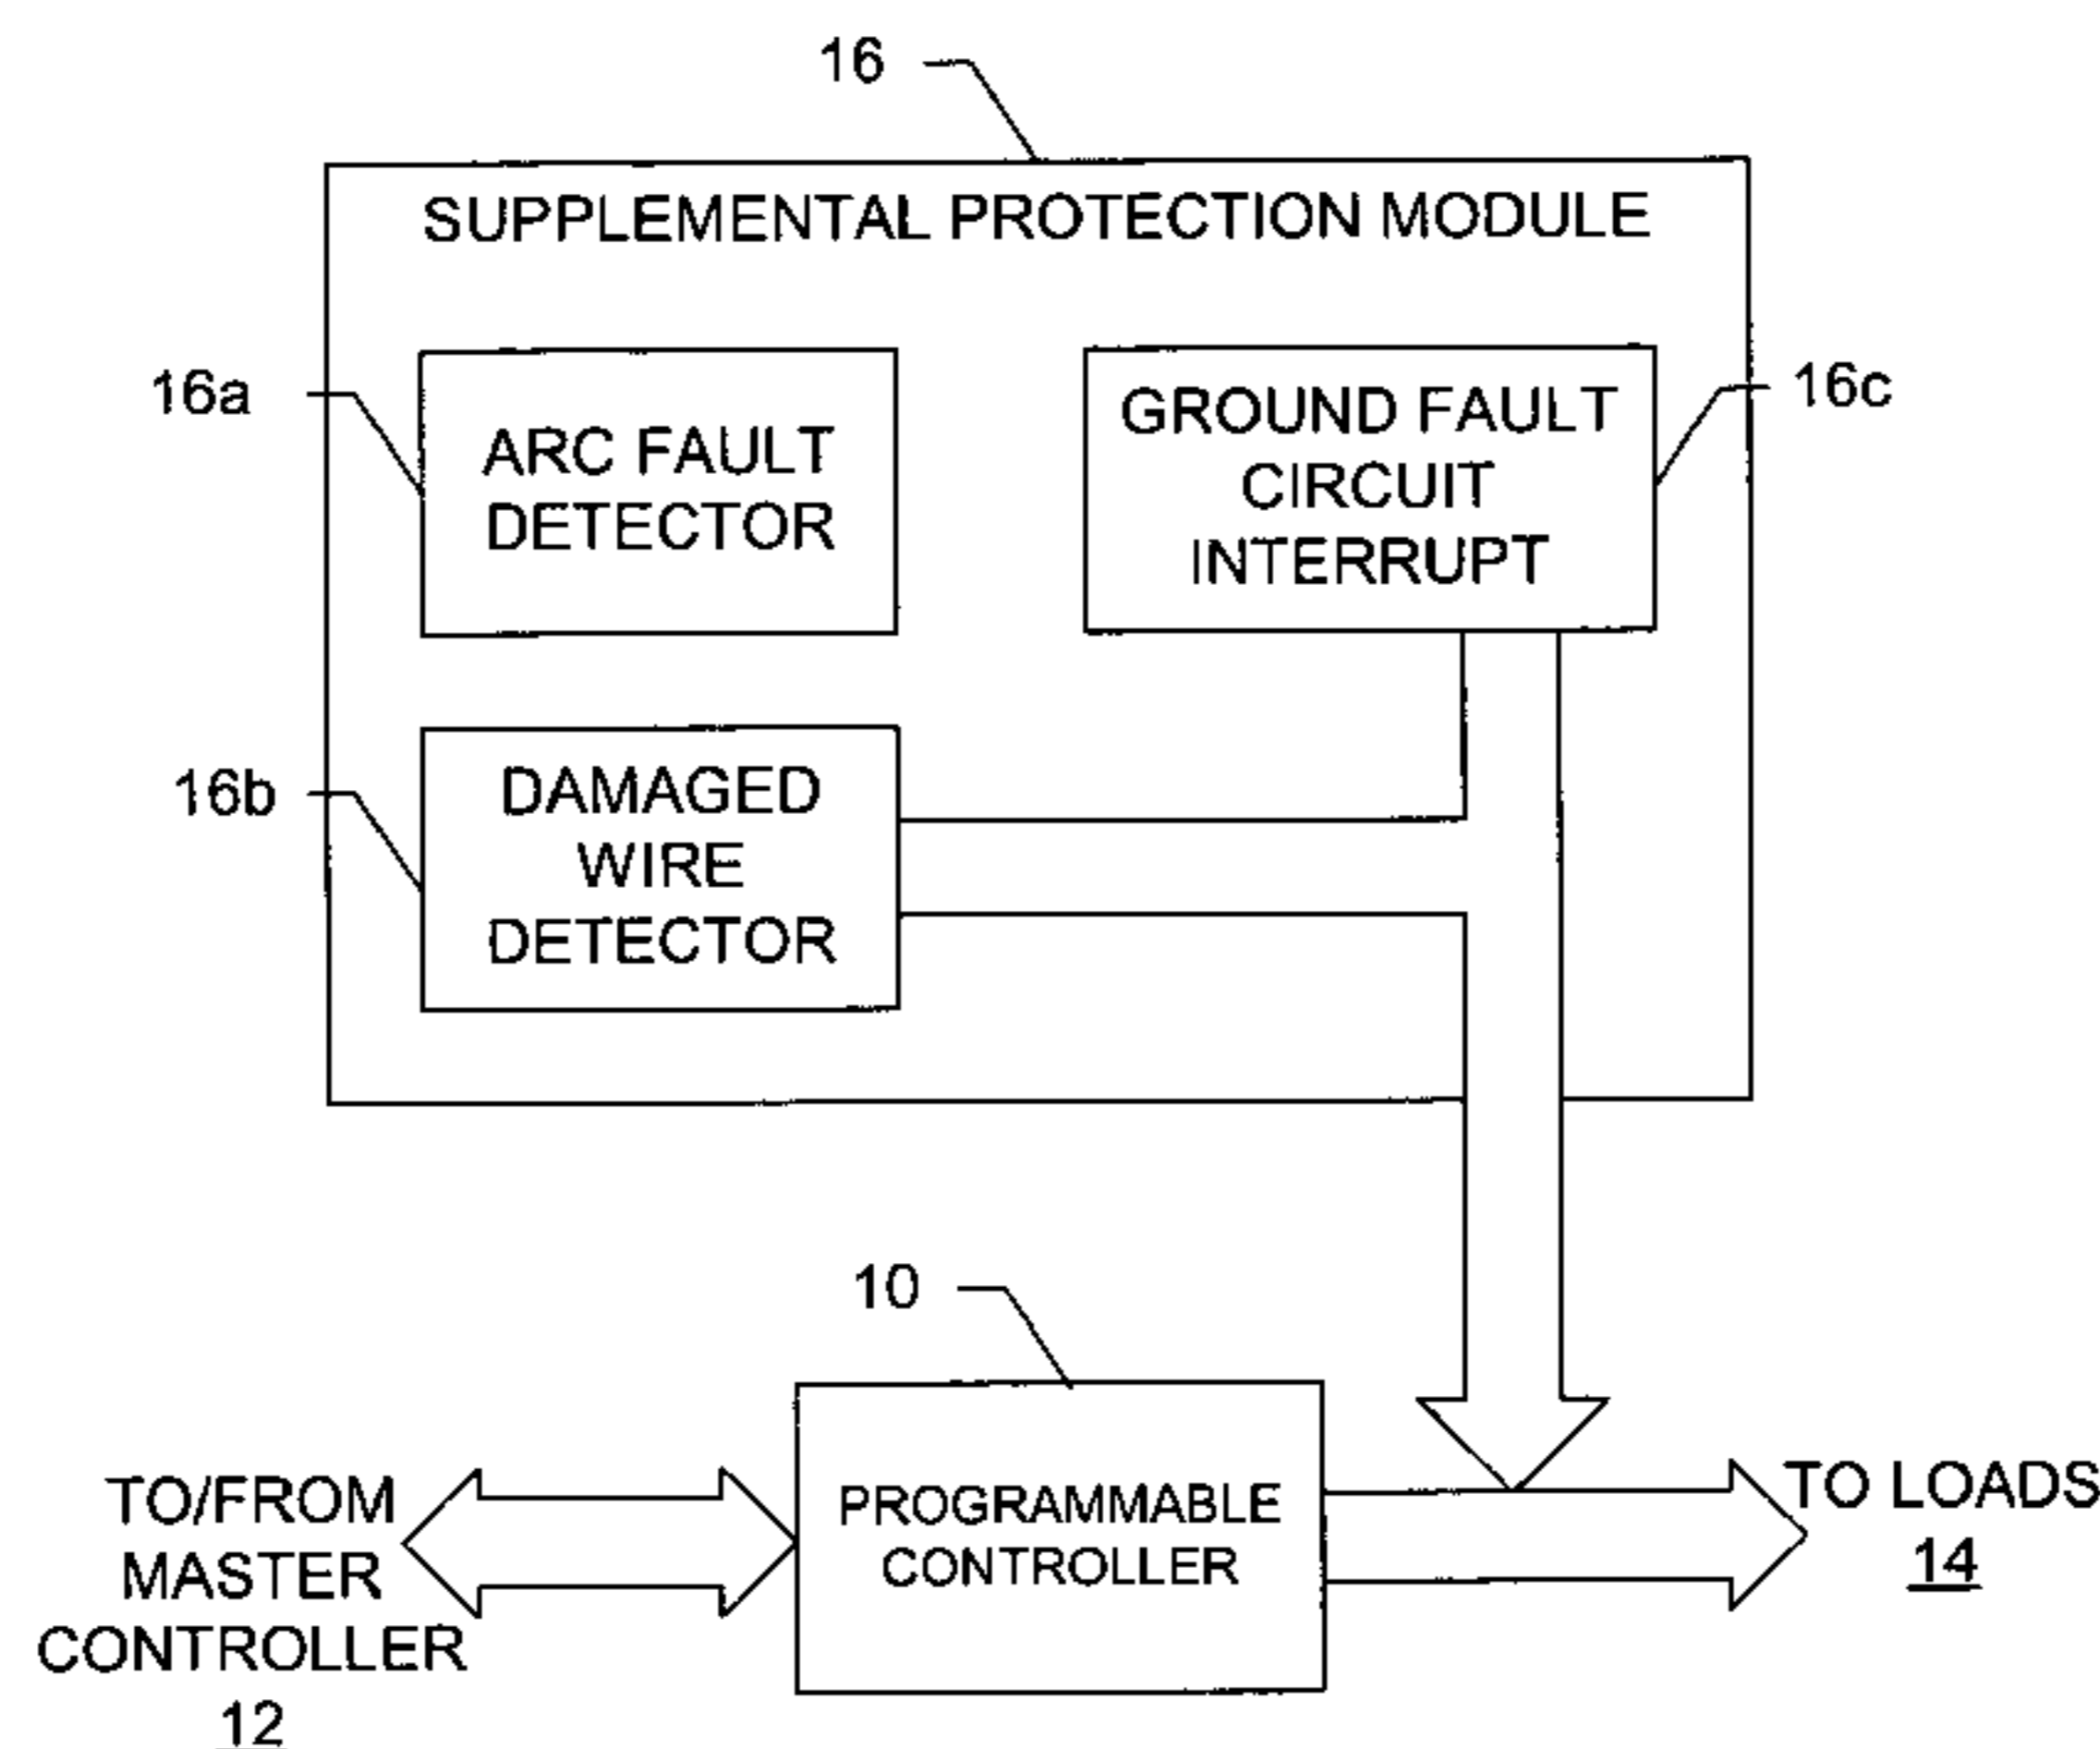 16
SUPPLEMENTAL PROTECTION MODULE
16a
ARC FAULT
DETECTOR
GROUND FAULT
CIRCUIT
INTERRUPT
16c
16b
DAMAGED
WIRE
DETECTOR
10
TO/FROM
MASTER
CONTROLLER
12
PROGRAMMABLE
CONTROLLER
TO LOADS
14